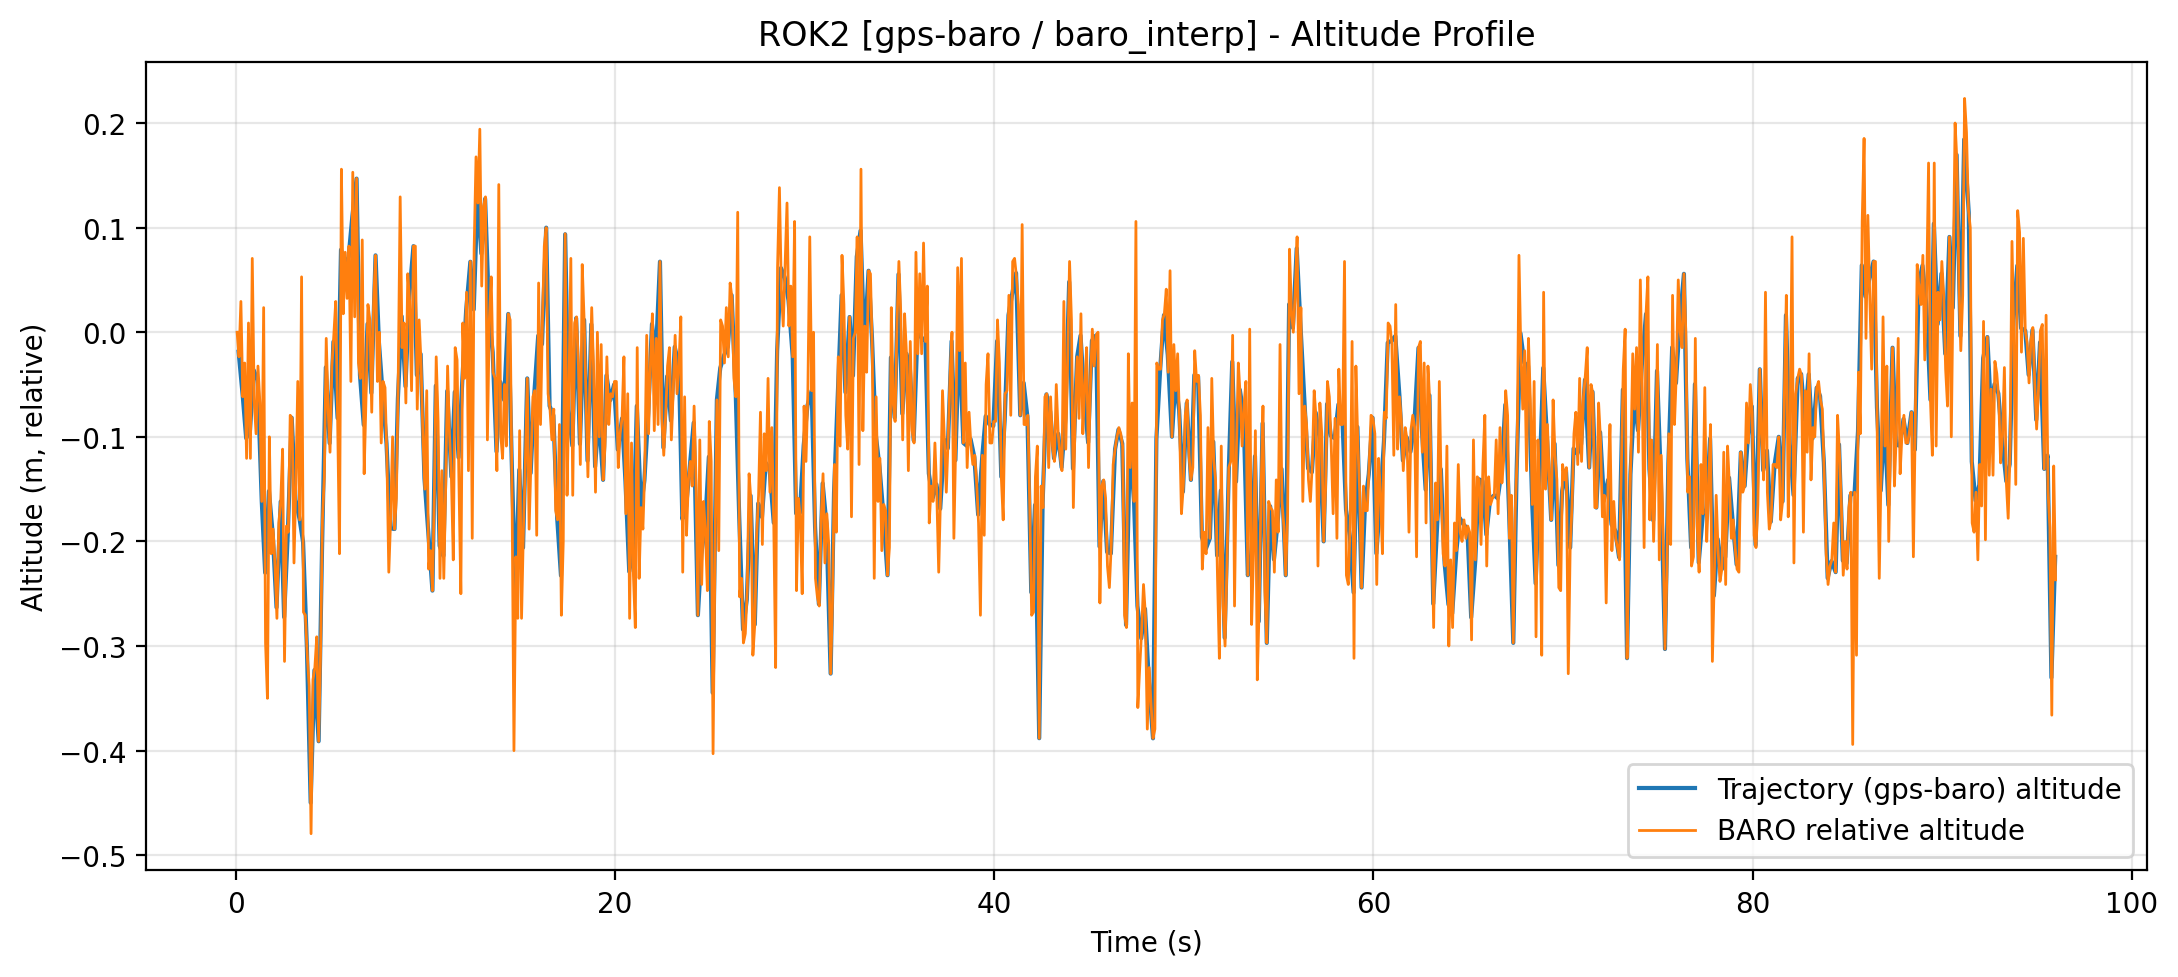 ROK2 [gps-baro / baro_interp] - Altitude Profile
Altitude (m, relative)
0.2
0.1
0.0
−0.1
−0.2
−0.3
−0.4
−0.5
Trajectory (gps-baro) altitude
BARO relative altitude
0 20 40 60 80 100
Time (s)